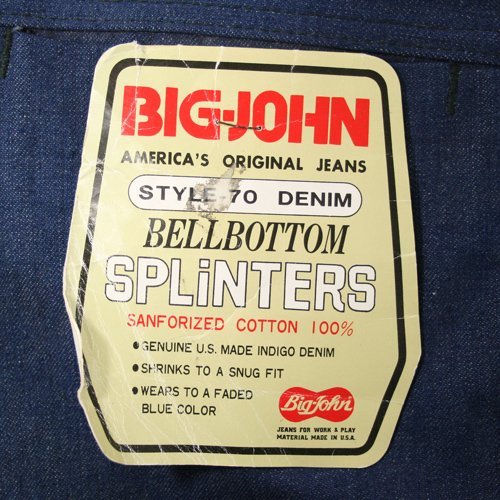 BIG-JOHN
AMERICA'S ORIGINAL JEANS
STYLE 70 DENIM
BELLBOTTOM
SPLiNTERS
SANFORIZED COTTON 100%
•GENUINE U.S. MADE INDIGO DENIM
•SHRINKS TO A SNUG FIT
•WEARS TO A FADED
BLUE COLOR
Big-John
JEANS FOR WORK & PLAY
MATERIAL MADE IN U.S.A.